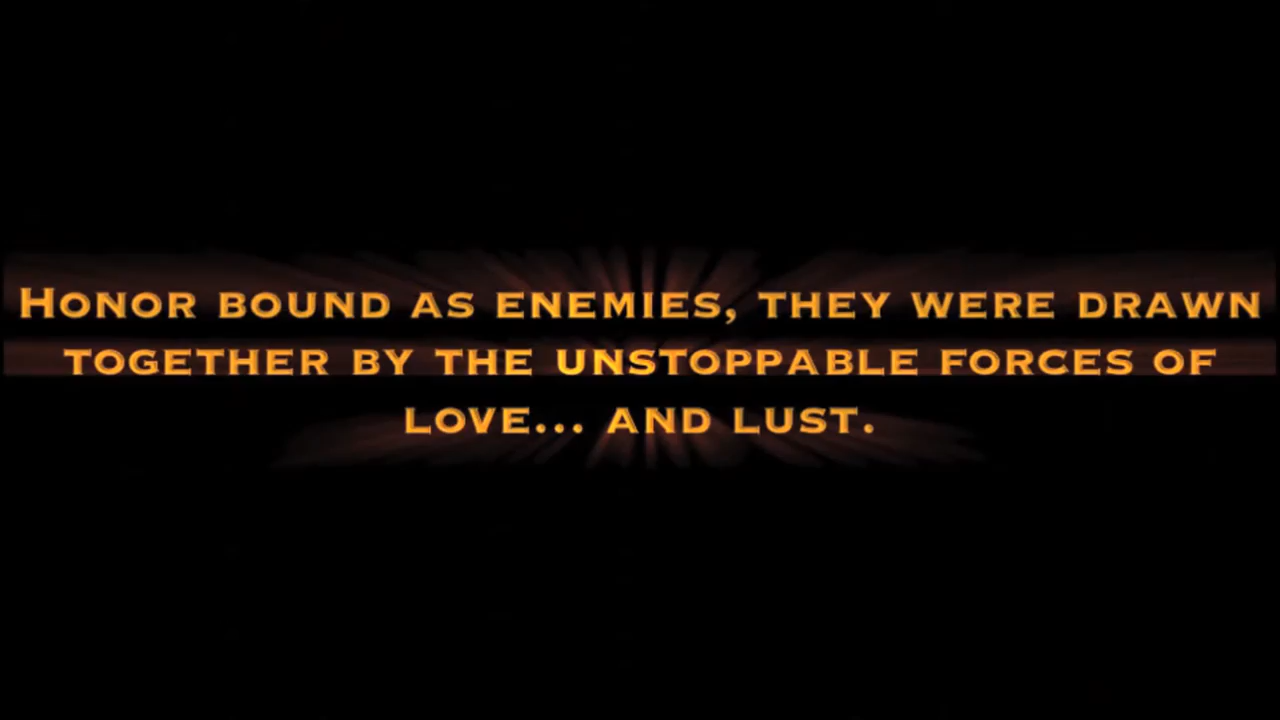 Honor bound as enemies, they were drawn
together by the unstoppable forces of
love... and lust.